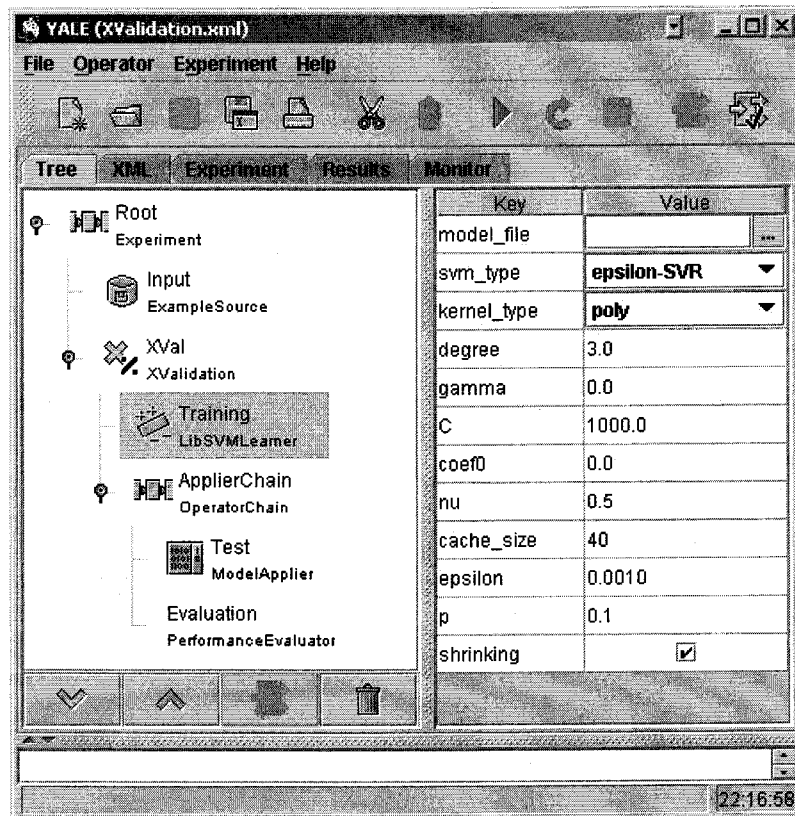 YALE (XValidation.xml)
File Operator Experiment Help
Tree XML Experiment Results Monitor
Root
Experiment
Input
ExampleSource
XVal
XValidation
Training
LibSVMLearner
ApplierChain
OperatorChain
Test
ModelApplier
Evaluation
PerformanceEvaluator
Key Value
model_file ...
svm_type epsilon-SVR
kernel_type poly
degree 3.0
gamma 0.0
C 1000.0
coef0 0.0
nu 0.5
cache_size 40
epsilon 0.0010
p 0.1
shrinking
22:16:58